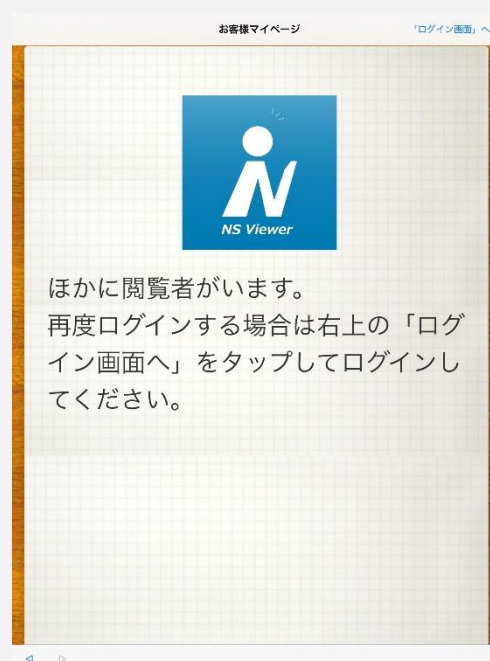 お客様マイページ
「ログイン画面」へ
NS Viewer
ほかに閲覧者がいます。
再度ログインする場合は右上の「ログ
イン画面へ」をタップしてログインし
てください。